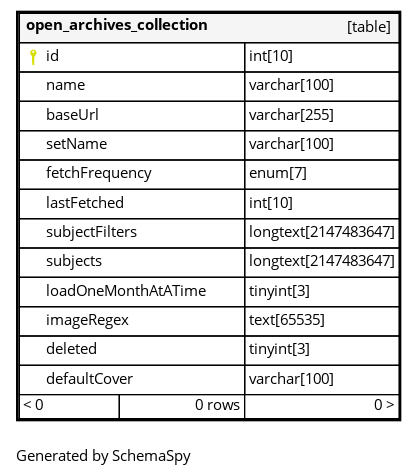 open_archives_collection [table]
id int[10]
name varchar[100]
baseUrl varchar[255]
setName varchar[100]
fetchFrequency enum[7]
lastFetched int[10]
subjectFilters longtext[2147483647]
subjects longtext[2147483647]
loadOneMonthAtATime tinyint[3]
imageRegex text[65535]
deleted tinyint[3]
defaultCover varchar[100]
< 0 0 rows 0 >
Generated by SchemaSpy